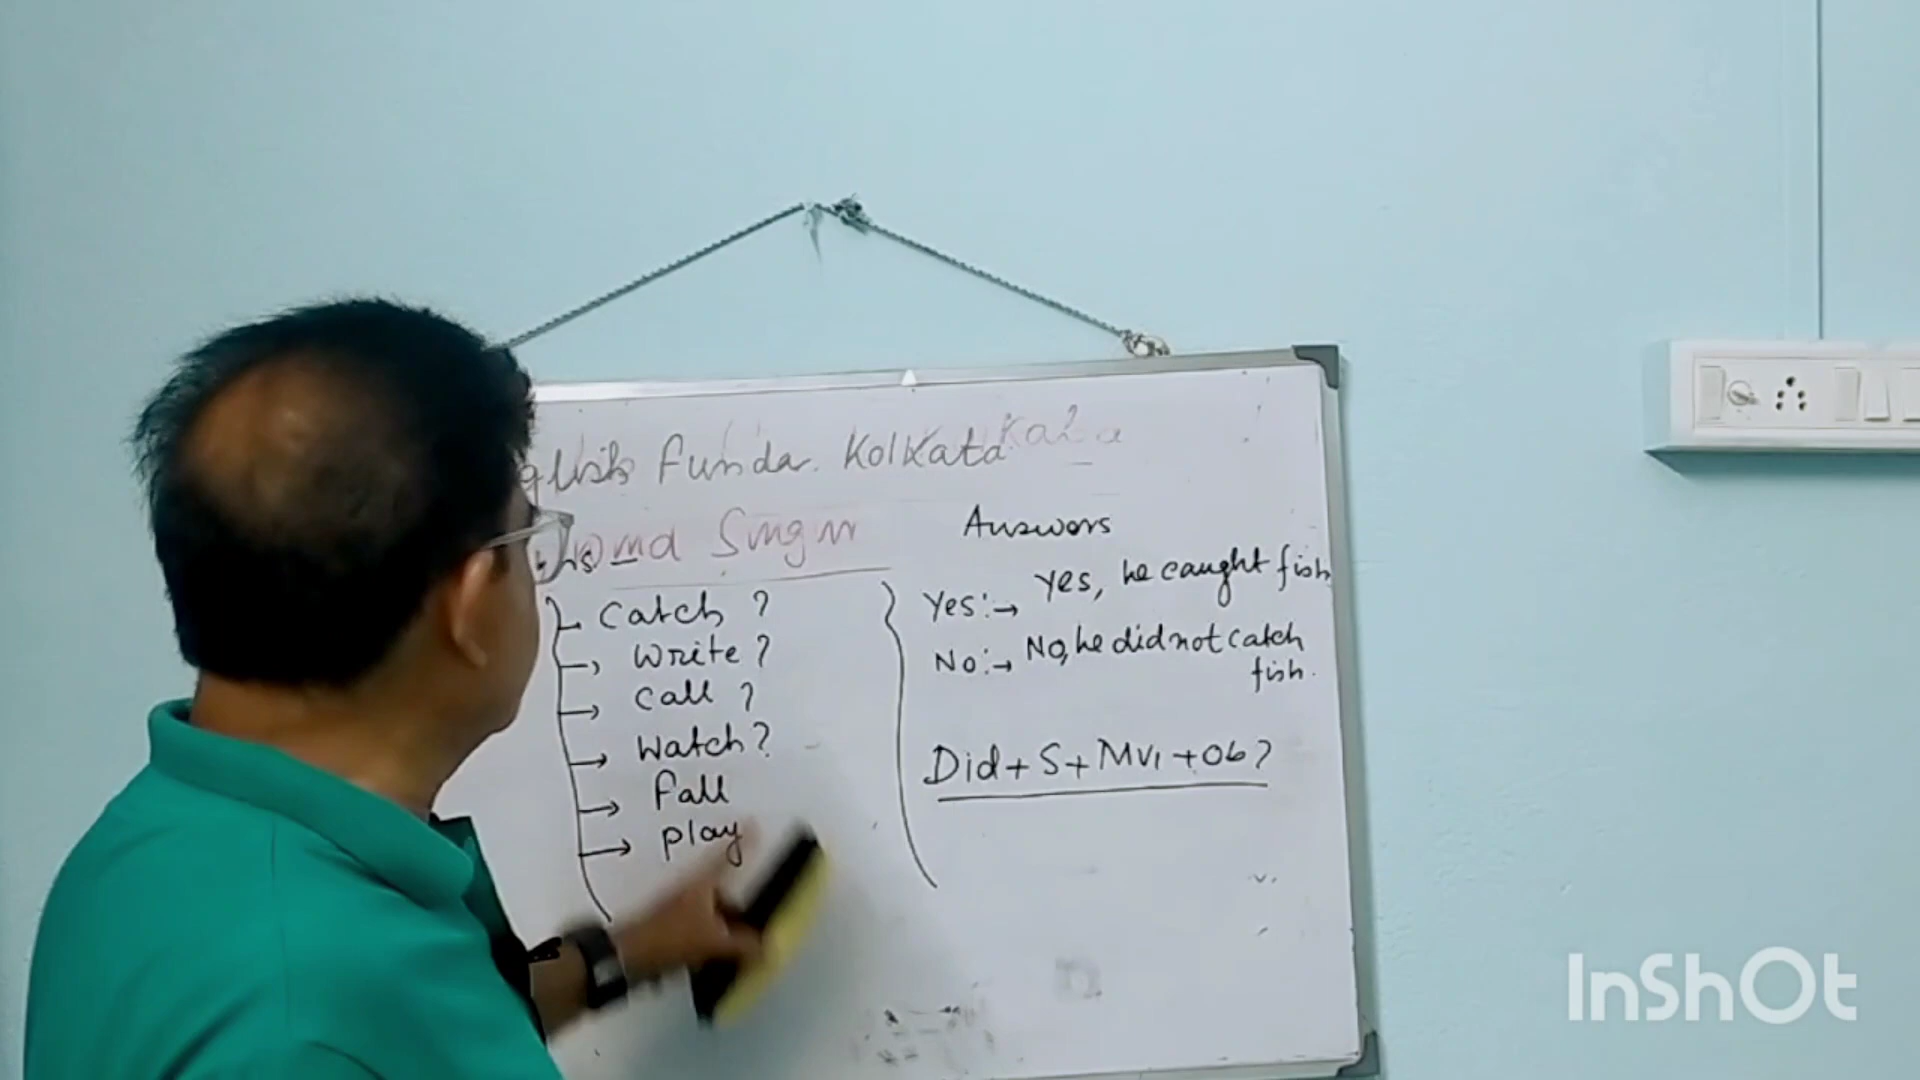 glish Funda. Kolkata
Singh
Catch ?
Write ?
Call ?
Watch ?
Fall
Play
Answers
Yes:→ Yes, he caught fish
No:→ No, he did not catch
fish.
Did + S + MV1 + Ob ?
InShOt